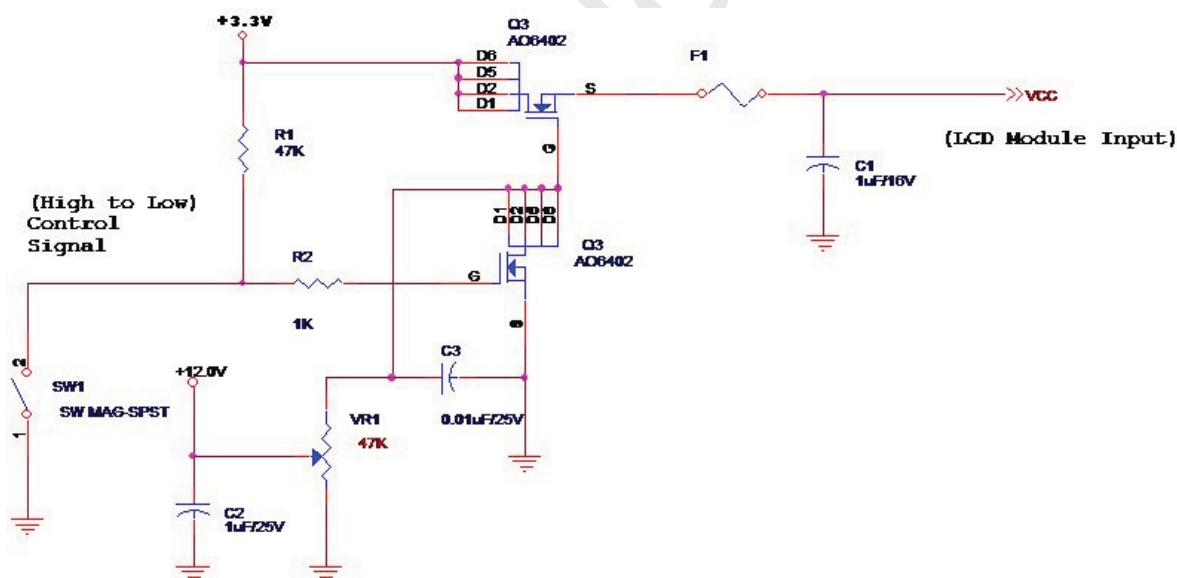 +3.3V
Q3
AO6402
D6
D5
D2
D1
S
F1
VCC
(LCD Module Input)
R1
47K
G
C1
1uF/16V
(High to Low)
Control
Signal
D1
D2
Q3
AO6402
R2
G
1K
C3
2
+12.0V
SW1
SW MAG-SPST
VR1
47K
0.01uF/25V
1
C2
1uF/25V